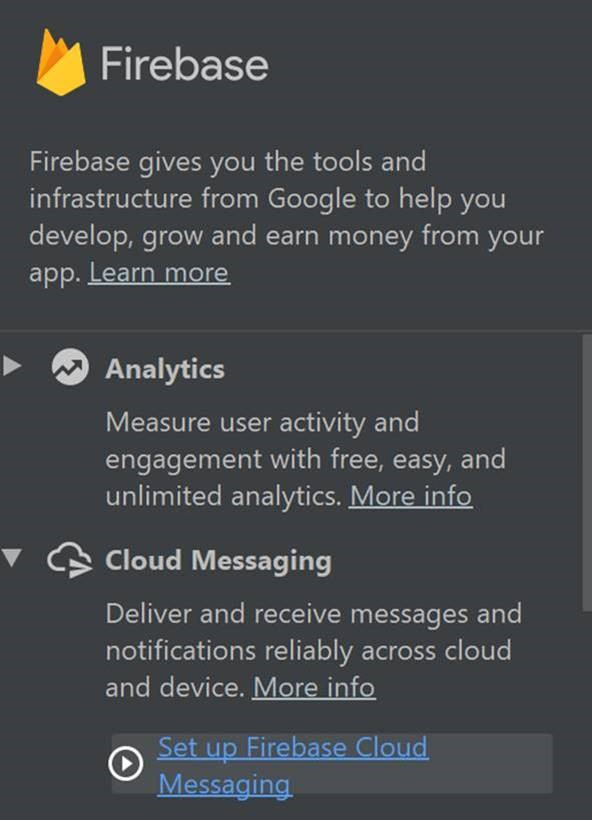 Firebase
Firebase gives you the tools and
infrastructure from Google to help you
develop, grow and earn money from your
app. Learn more
Analytics
Measure user activity and
engagement with free, easy, and
unlimited analytics. More info
Cloud Messaging
Deliver and receive messages and
notifications reliably across cloud
and device. More info
Set up Firebase Cloud
Messaging